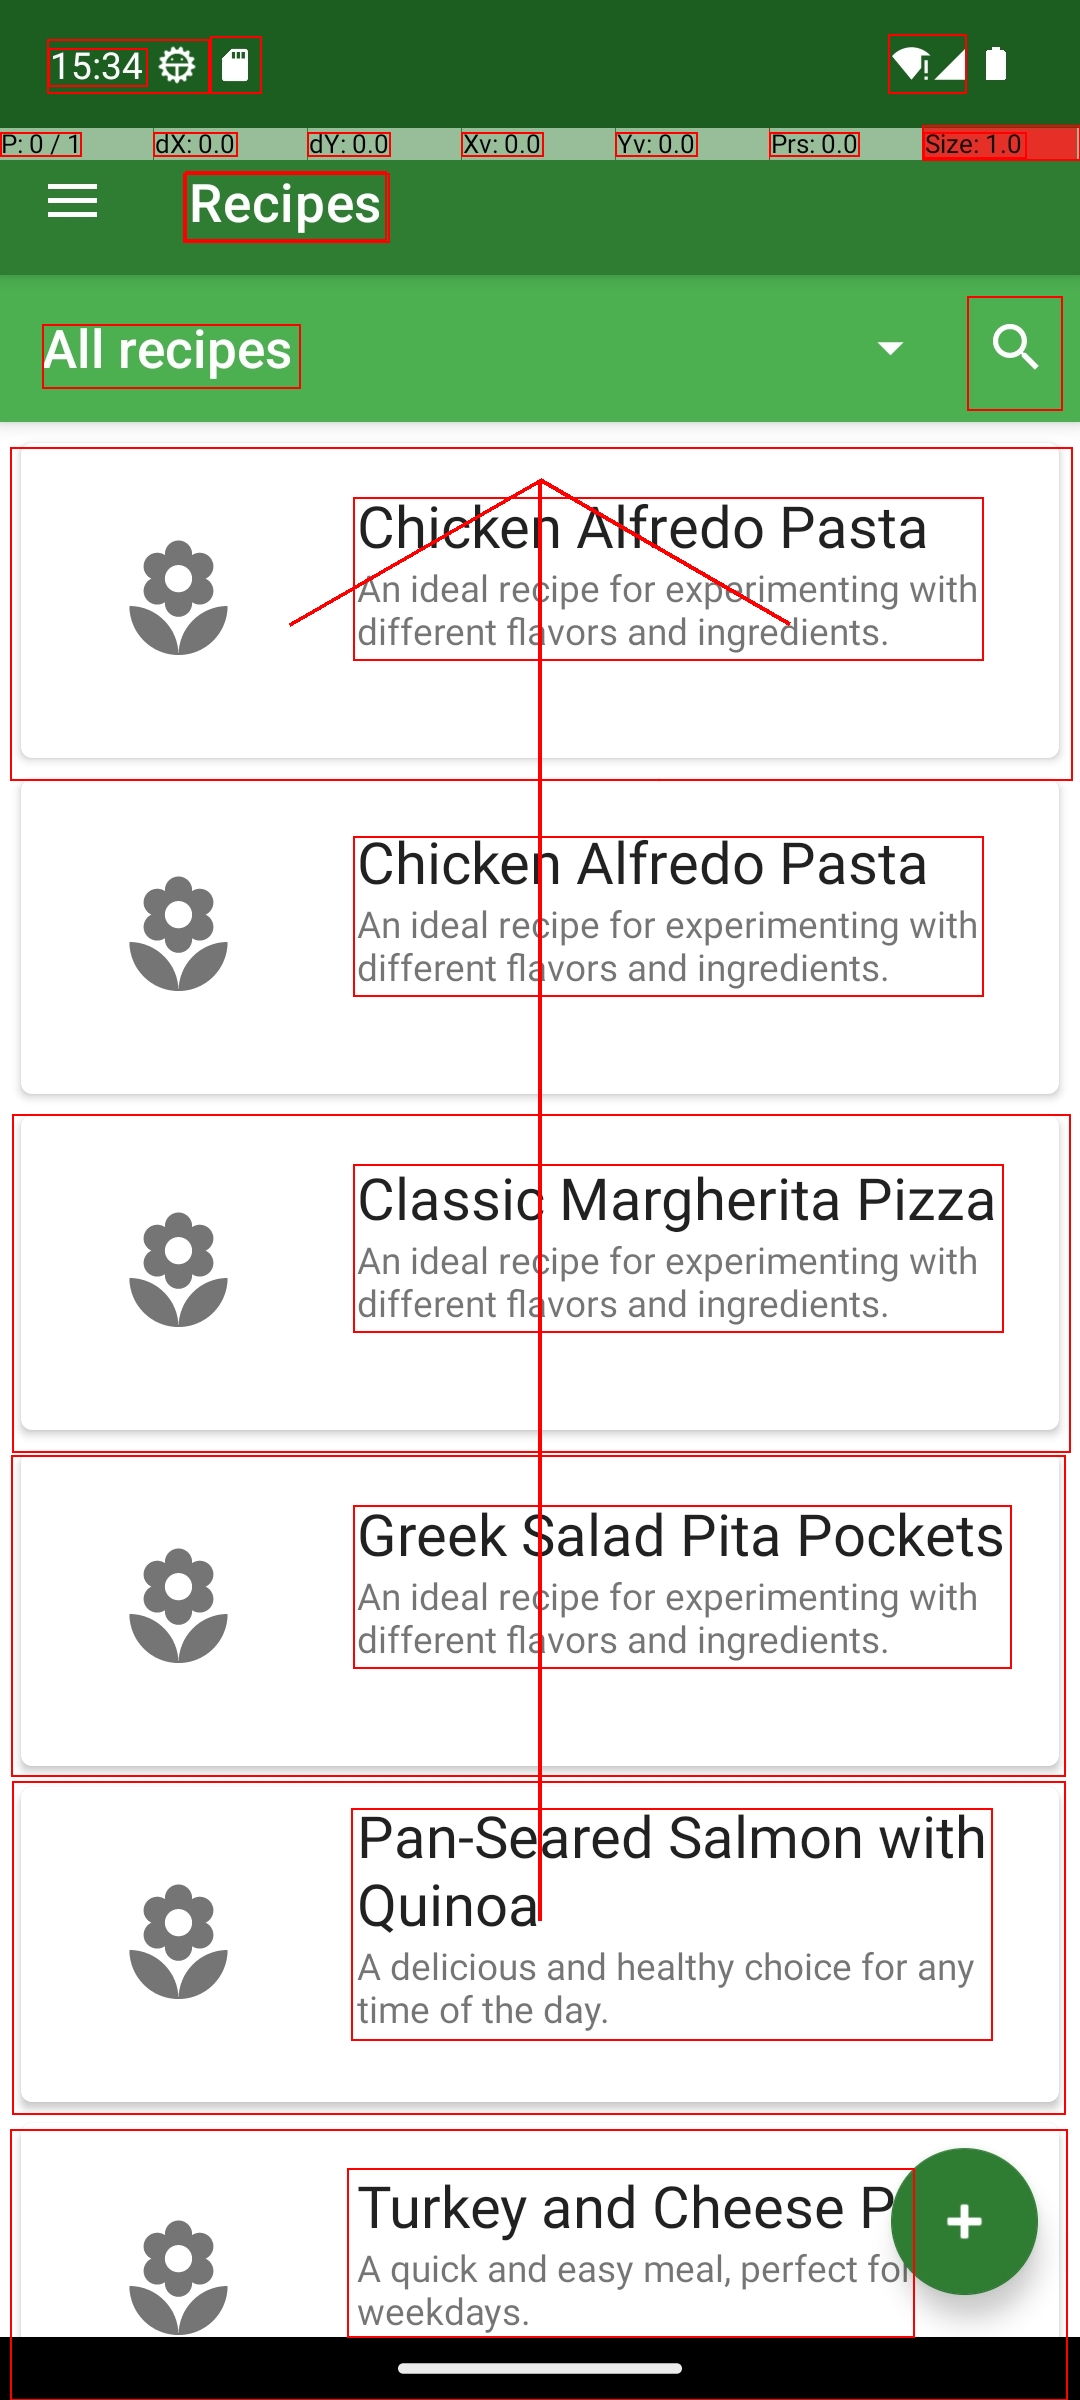 15:34
P: 0 / 1 dX: 0.0 dY: 0.0 Xv: 0.0 Yv: 0.0 Prs: 0.0 Size: 1.0
Recipes
All recipes
Chicken Alfredo Pasta
An ideal recipe for experimenting with
different flavors and ingredients.
Chicken Alfredo Pasta
An ideal recipe for experimenting with
different flavors and ingredients.
Classic Margherita Pizza
An ideal recipe for experimenting with
different flavors and ingredients.
Greek Salad Pita Pockets
An ideal recipe for experimenting with
different flavors and ingredients.
Pan-Seared Salmon with
Quinoa
A delicious and healthy choice for any
time of the day.
Turkey and Cheese P
A quick and easy meal, perfect for
weekdays.